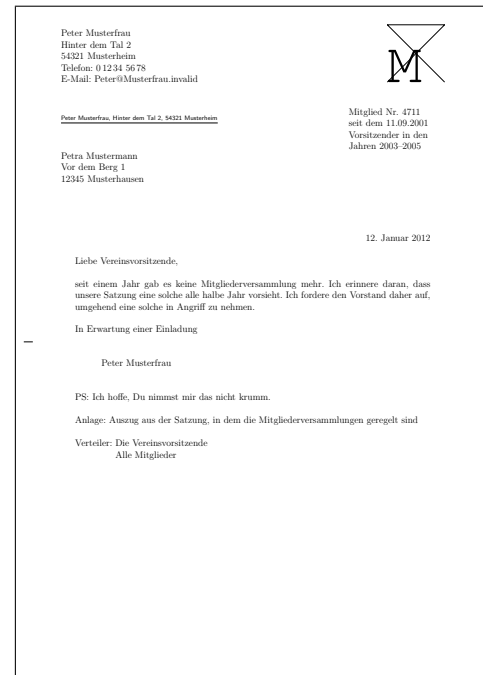 Peter Musterfrau
Hinter dem Tal 2
54321 Musterheim
Telefon: 0 12 34 56 78
E-Mail: Peter@Musterfrau.invalid
M
Peter Musterfrau, Hinter dem Tal 2, 54321 Musterheim
Mitglied Nr. 4711
seit dem 11.09.2001
Vorsitzender in den
Jahren 2003–2005
Petra Mustermann
Vor dem Berg 1
12345 Musterhausen
12. Januar 2012
Liebe Vereinsvorsitzende,
seit einem Jahr gab es keine Mitgliederversammlung mehr. Ich erinnere daran, dass
unsere Satzung eine solche alle halbe Jahr vorsieht. Ich fordere den Vorstand daher auf,
umgehend eine solche in Angriff zu nehmen.
In Erwartung einer Einladung
Peter Musterfrau
PS: Ich hoffe, Du nimmst mir das nicht krumm.
Anlage: Auszug aus der Satzung, in dem die Mitgliederversammlungen geregelt sind
Verteiler: Die Vereinsvorsitzende
Alle Mitglieder